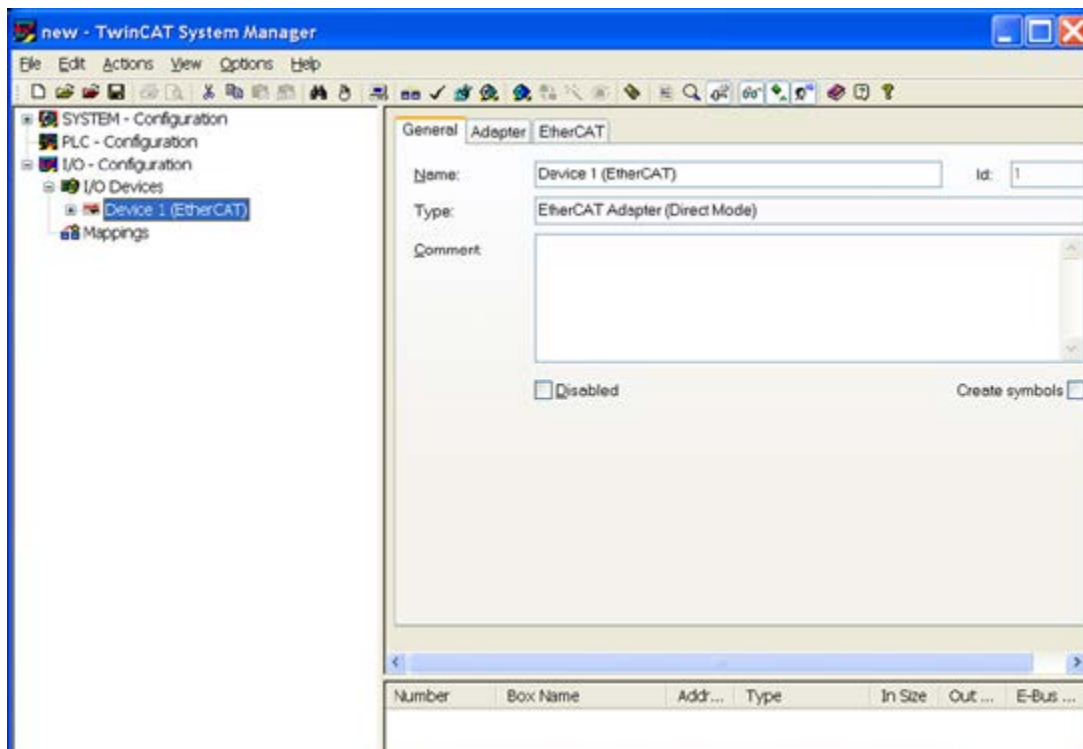 new - TwinCAT System Manager
File Edit Actions View Options Help
SYSTEM - Configuration
PLC - Configuration
I/O - Configuration
I/O Devices
Device 1 (EtherCAT)
Mappings
General Adapter EtherCAT
Name: Device 1 (EtherCAT) Id: 1
Type: EtherCAT Adapter (Direct Mode)
Comment
Disabled Create symbols
Number Box Name Addr... Type In Size Out ... E-Bus ...